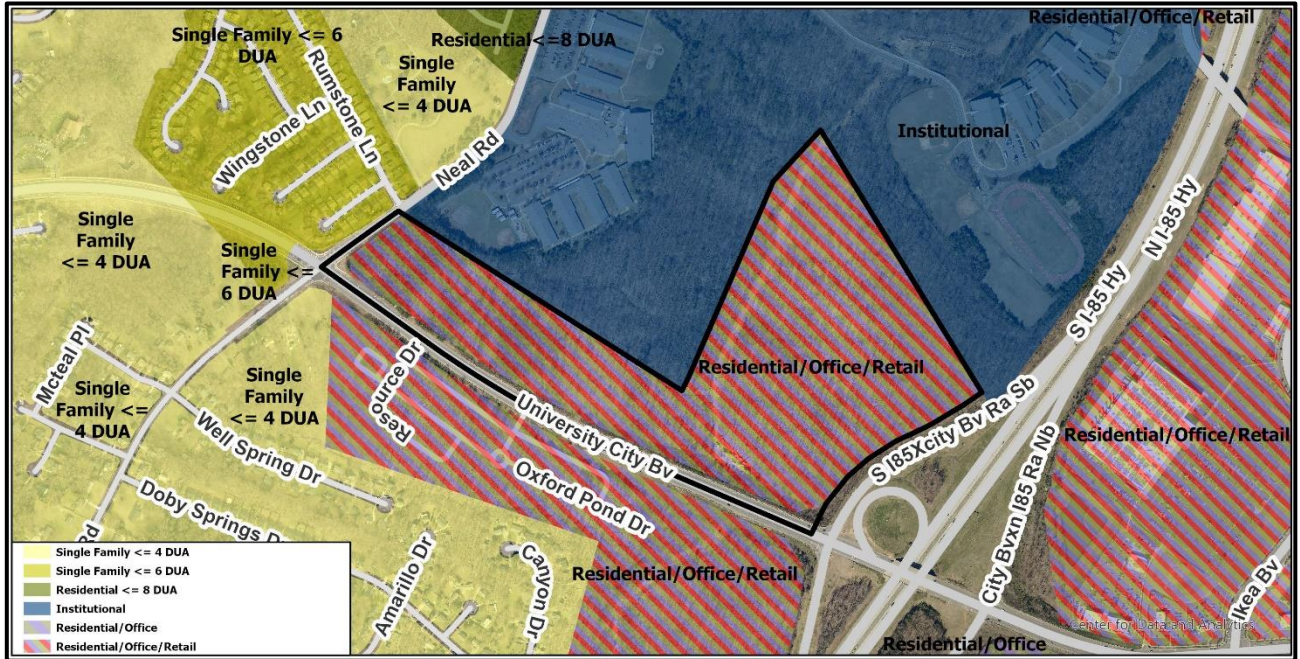 Residential/Office/Retail
Single Family <= 6
DUA
Residential<=8 DUA
Single
Family
<= 4 DUA
Rumstone Ln
Wingstone Ln
Neal Rd
Institutional
N I-85 Hy
S I-85 Hy
Single
Family
<= 4 DUA
Single
Family <=
6 DUA
Mcteal Pl
Single
Family <=
4 DUA
Single
Family
<= 4 DUA
Resource Dr
Residential/Office/Retail
University City Bv
S I85Xcity Bv Ra Sb
Residential/Office/Retail
Well Spring Dr
Oxford Pond Dr
Doby Springs D
Rd
City Bvxn I85 Ra Nb
Amarillo Dr
Canyon Dr
Residential/Office/Retail
Ikea Bv
Center for Data and Analytics
Residential/Office
Single Family <= 4 DUA
Single Family <= 6 DUA
Residential <= 8 DUA
Institutional
Residential/Office
Residential/Office/Retail